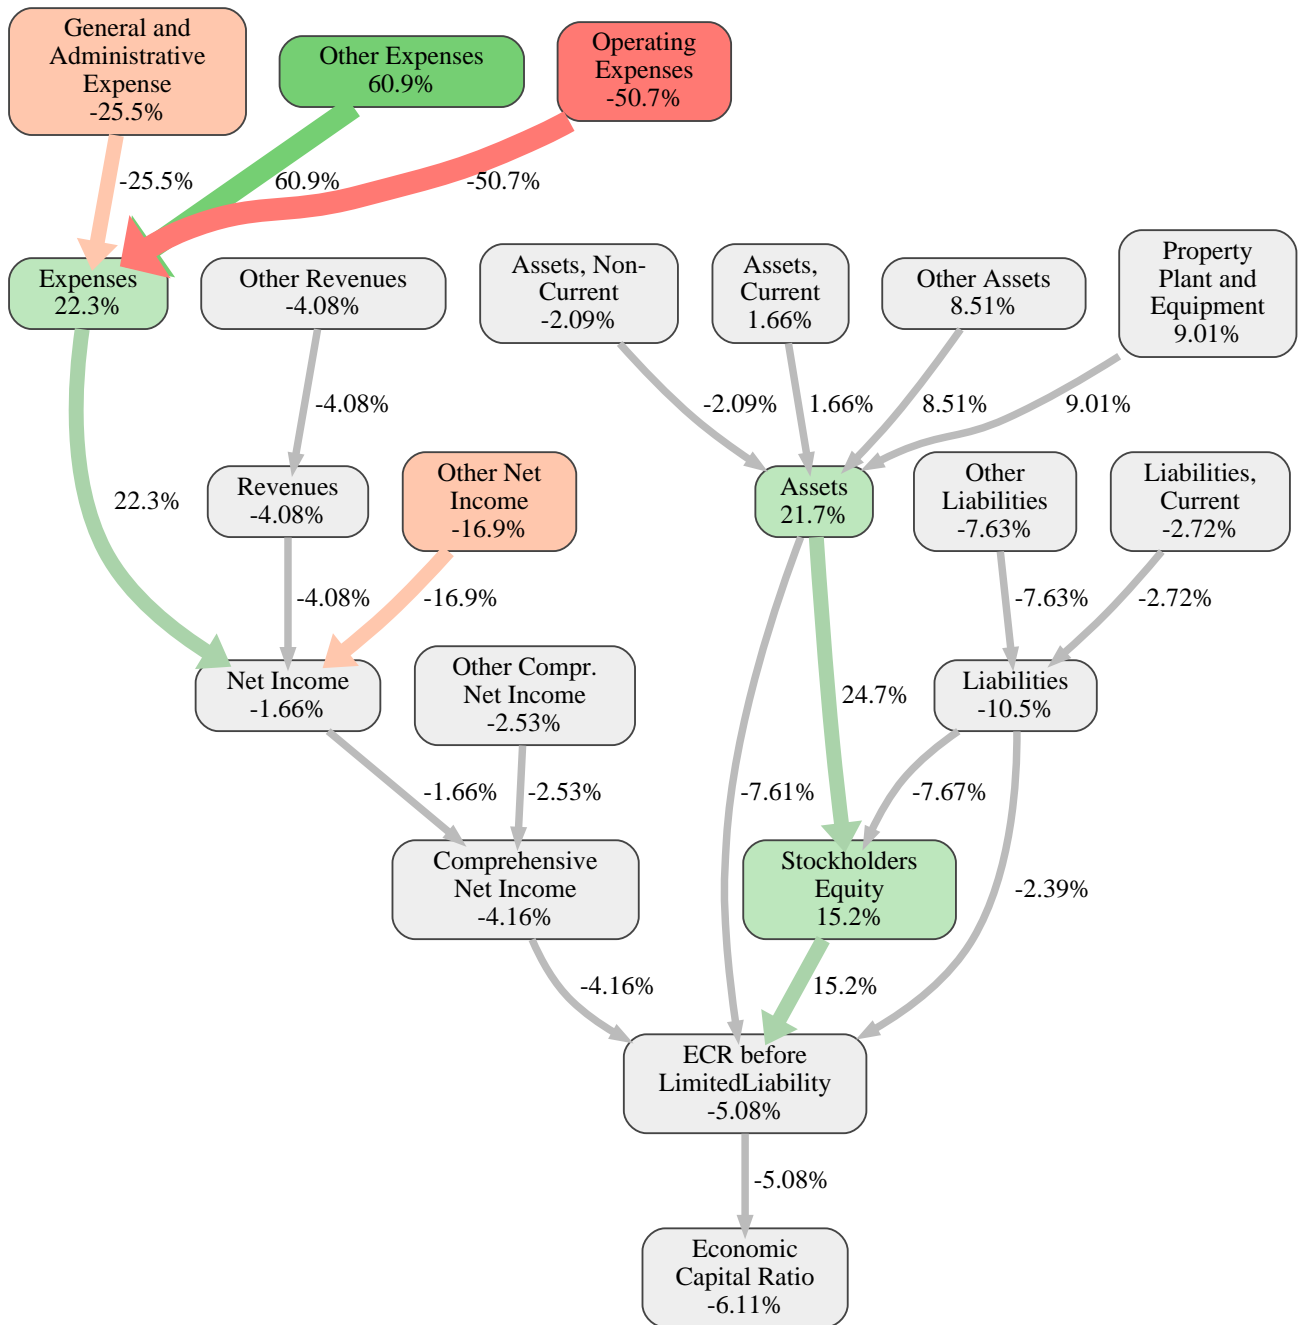 General and
Administrative
Expense
-25.5%
Other Expenses
60.9%
Operating
Expenses
-50.7%
-25.5%
60.9%
-50.7%
Expenses
22.3%
Other Revenues
-4.08%
Assets, Non-
Current
-2.09%
Assets,
Current
1.66%
Other Assets
8.51%
Property
Plant and
Equipment
9.01%
-4.08%
-2.09%
1.66%
8.51%
9.01%
22.3%
Revenues
-4.08%
Other Net
Income
-16.9%
Assets
21.7%
Other
Liabilities
-7.63%
Liabilities,
Current
-2.72%
-4.08%
-16.9%
-7.63%
-2.72%
Net Income
-1.66%
Other Compr.
Net Income
-2.53%
24.7%
Liabilities
-10.5%
-1.66%
-2.53%
-7.61%
-7.67%
Comprehensive
Net Income
-4.16%
Stockholders
Equity
15.2%
-2.39%
-4.16%
15.2%
ECR before
LimitedLiability
-5.08%
-5.08%
Economic
Capital Ratio
-6.11%